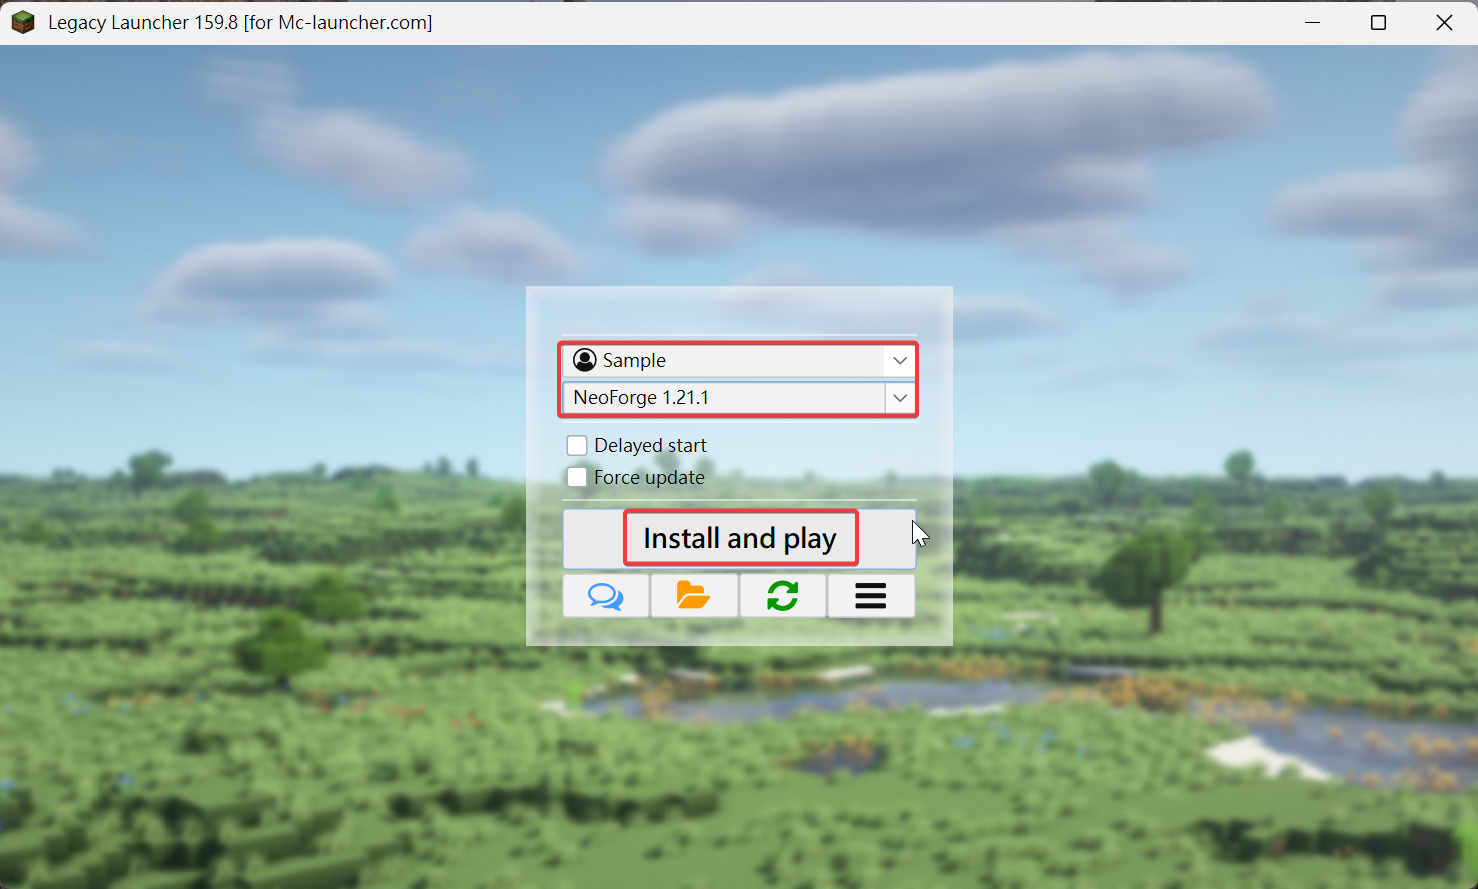 Legacy Launcher 159.8 [for Mc-launcher.com]
Sample
NeoForge 1.21.1
Delayed start
Force update
Install and play